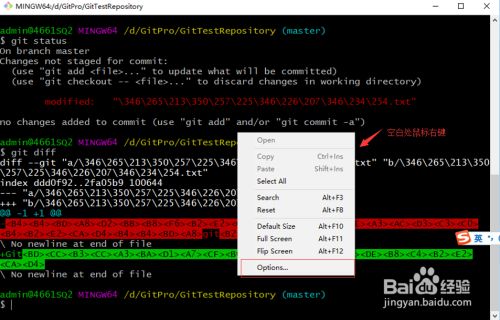 MINGW64:/d/GitPro/GitTestRepository
admin@4661SQ2 MINGW64 /d/GitPro/GitTestRepository (master)
$ git status
On branch master
Changes not staged for commit:
(use "git add <file>..." to update what will be committed)
(use "git checkout -- <file>..." to discard changes in working directory)
modified: "\346\265\213\350\257\225\346\226\207\346\234\254.txt"
no changes added to commit (use "git add" and/or "git commit -a")
空白处鼠标右键
admin@4661SQ2 MINGW64 /d/GitPro/GitTestRepository (master)
$ git diff
diff --git "a/\346\265\213\350\257\225\346 txt" "b/\346\265\213\35
0\257\225\346\226\207\346\234\254.txt"
index ddd0f92..2fa05b9 100644
--- "a/\346\265\213\350\257\225\346\226\20
+++ "b/\346\265\213\350\257\225\346\226\20
@@ -1 +1 @@
\ No newline at end of file
+Git
\ No newline at end of file
Open
Copy Ctrl+Ins
Paste Shift+Ins
Select All
Search Alt+F3
Reset Alt+F8
Default Size Alt+F10
Full Screen Alt+F11
Flip Screen Alt+F12
Options...
英
admin@4661SQ2 MINGW64 /d/GitPro/GitTestRepository (master)
$
Baidu 经验
jingyan.baidu.com